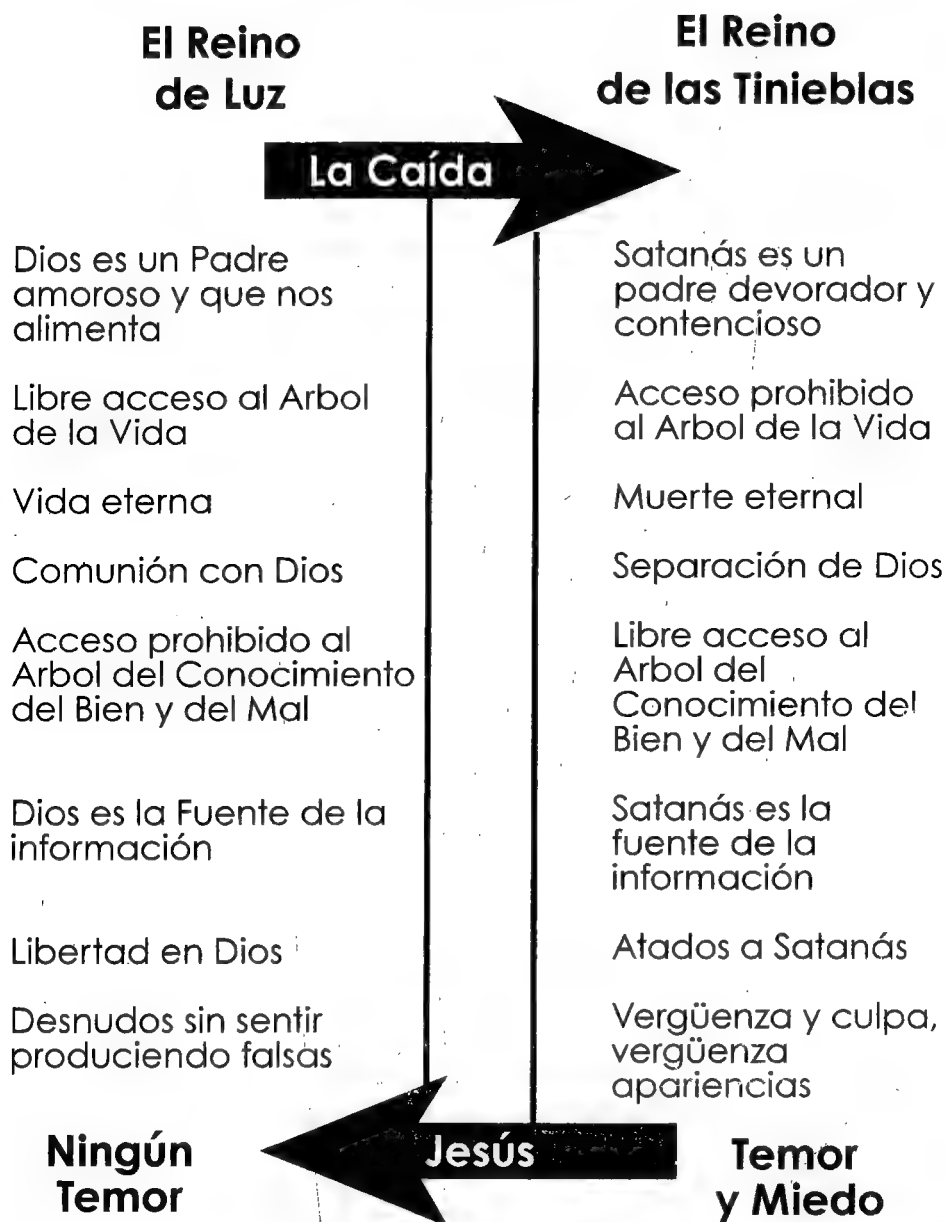 El Reino
de Luz
El Reino
de las Tinieblas
La Caída
Dios es un Padre
amoroso y que nos
alimenta
Satanás es un
padre devorador y
contencioso
Libre acceso al Arbol
de la Vida
Acceso prohibido
al Arbol de la Vida
Vida eterna
Muerte eternal
Comunión con Dios
Separación de Dios
Acceso prohibido al
Arbol del Conocimiento
del Bien y del Mal
Libre acceso al
Arbol del
Conocimiento del
Bien y del Mal
Dios es la Fuente de la
información
Satanás es la
fuente de la
información
Libertad en Dios
Atados a Satanás
Desnudos sin sentir
produciendo falsas
Vergüenza y culpa,
vergüenza
apariencias
Jesús
Ningún
Temor
Temor
y Miedo